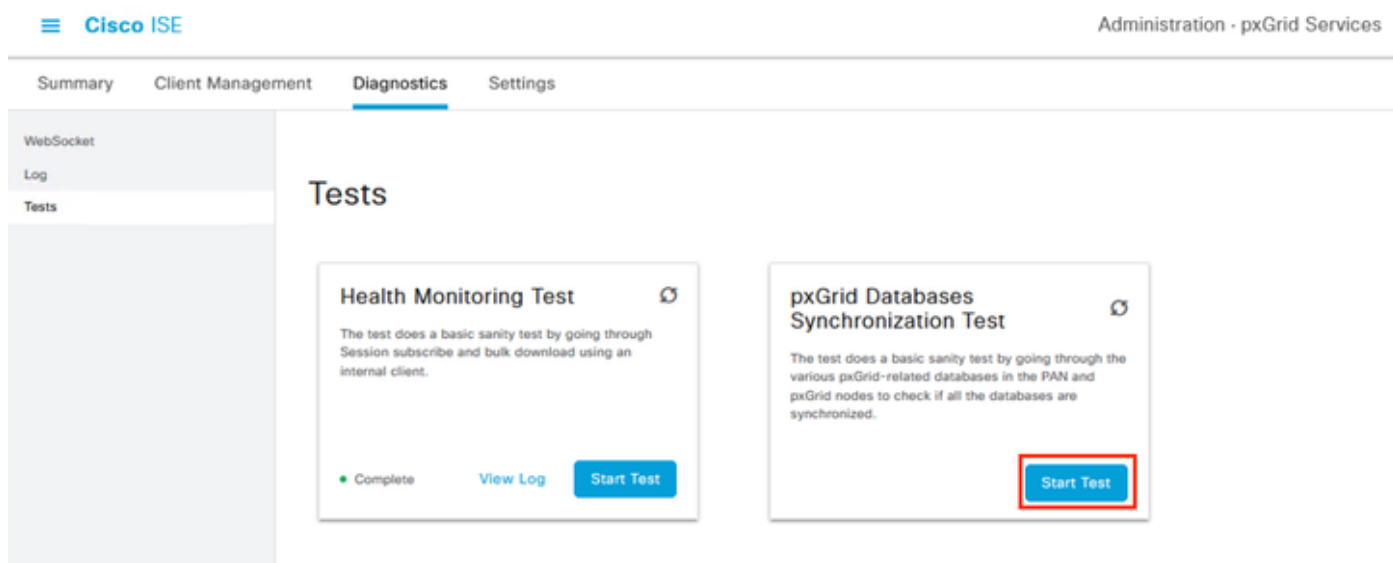 Cisco ISE
Administration · pxGrid Services
Summary Client Management Diagnostics Settings
WebSocket
Log
Tests
Tests
Health Monitoring Test
The test does a basic sanity test by going through
Session subscribe and bulk download using an
internal client.
Complete View Log Start Test
pxGrid Databases
Synchronization Test
The test does a basic sanity test by going through the
various pxGrid-related databases in the PAN and
pxGrid nodes to check if all the databases are
synchronized.
Start Test